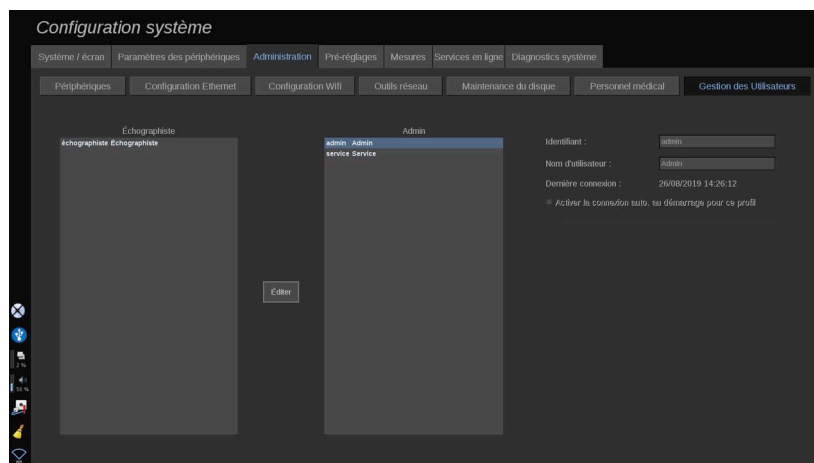 Configuration système
Système / écran Paramètres des périphériques Administration Pré-réglages Mesures Services en ligne Diagnostics système
Périphériques Configuration Ethernet Configuration Wifi Outils réseau Maintenance du disque Personnel médical Gestion des Utilisateurs
Échographiste
échographiste Échographiste
Admin
admin Admin
service Service
Éditer
Identifiant : admin
Nom d'utilisateur : Admin
Dernière connexion : 26/08/2019 14:26:12
Activer la connexion auto. au démarrage pour ce profil
2 %
50 %